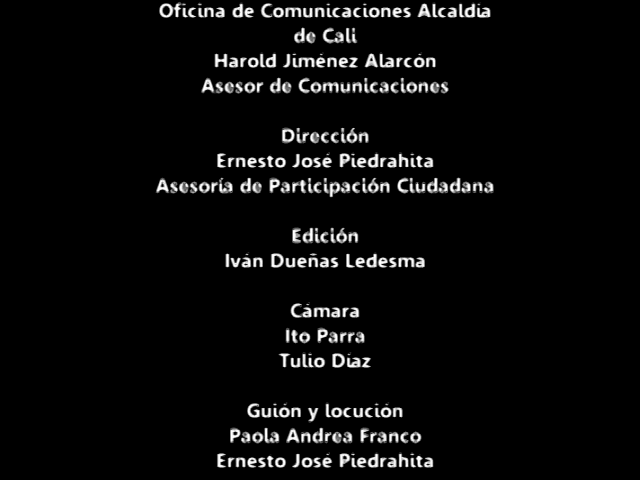 Oficina de Comunicaciones Alcaldía
de Cali
Harold Jiménez Alarcón
Asesor de Comunicaciones
Dirección
Ernesto José Piedrahita
Asesoría de Participación Ciudadana
Edición
Iván Dueñas Ledesma
Cámara
Ito Parra
Tulio Díaz
Guión y locución
Paola Andrea Franco
Ernesto José Piedrahita